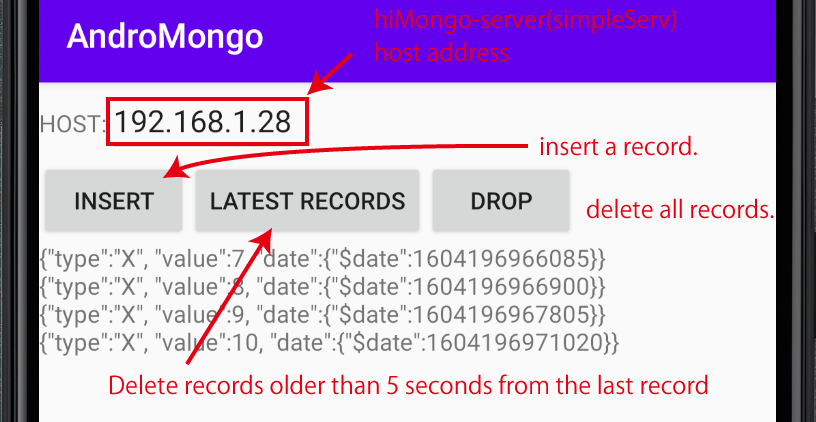 hiMongo-server(simpleServ)
AndroMongo
host address
HOST: 192.168.1.28
insert a record.
INSERT LATEST RECORDS DROP
delete all records.
{"type":"X", "value":7, "date":{"$date":1604196966085}}
{"type":"X", "value":8, "date":{"$date":1604196966900}}
{"type":"X", "value":9, "date":{"$date":1604196967805}}
{"type":"X", "value":10, "date":{"$date":1604196971020}}
Delete records older than 5 seconds from the last record